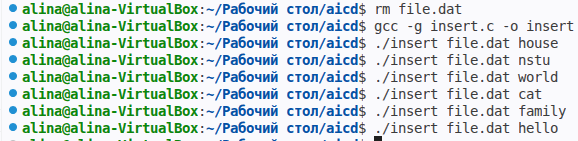 alina@alina-VirtualBox:~/Рабочий стол/aicd$ rm file.dat
alina@alina-VirtualBox:~/Рабочий стол/aicd$ gcc -g insert.c -o insert
alina@alina-VirtualBox:~/Рабочий стол/aicd$ ./insert file.dat house
alina@alina-VirtualBox:~/Рабочий стол/aicd$ ./insert file.dat nstu
alina@alina-VirtualBox:~/Рабочий стол/aicd$ ./insert file.dat world
alina@alina-VirtualBox:~/Рабочий стол/aicd$ ./insert file.dat cat
alina@alina-VirtualBox:~/Рабочий стол/aicd$ ./insert file.dat family
alina@alina-VirtualBox:~/Рабочий стол/aicd$ ./insert file.dat hello